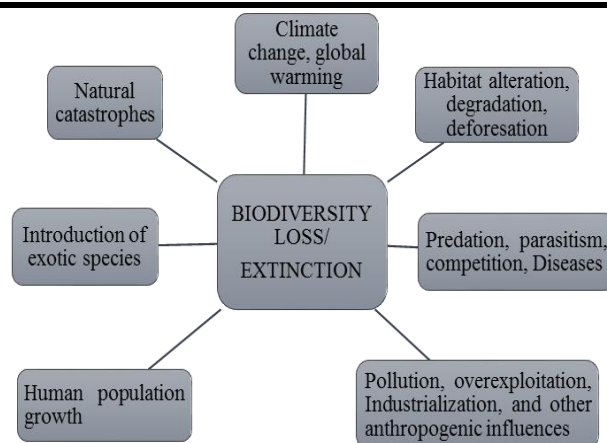 Climate
change, global
warming
Natural
catastrophes
Habitat alteration,
degradation,
deforesation
BIODIVERSITY
LOSS/
EXTINCTION
Introduction of
exotic species
Predation, parasitism,
competition, Diseases
Human population
growth
Pollution, overexploitation,
Industrialization, and other
anthropogenic influences